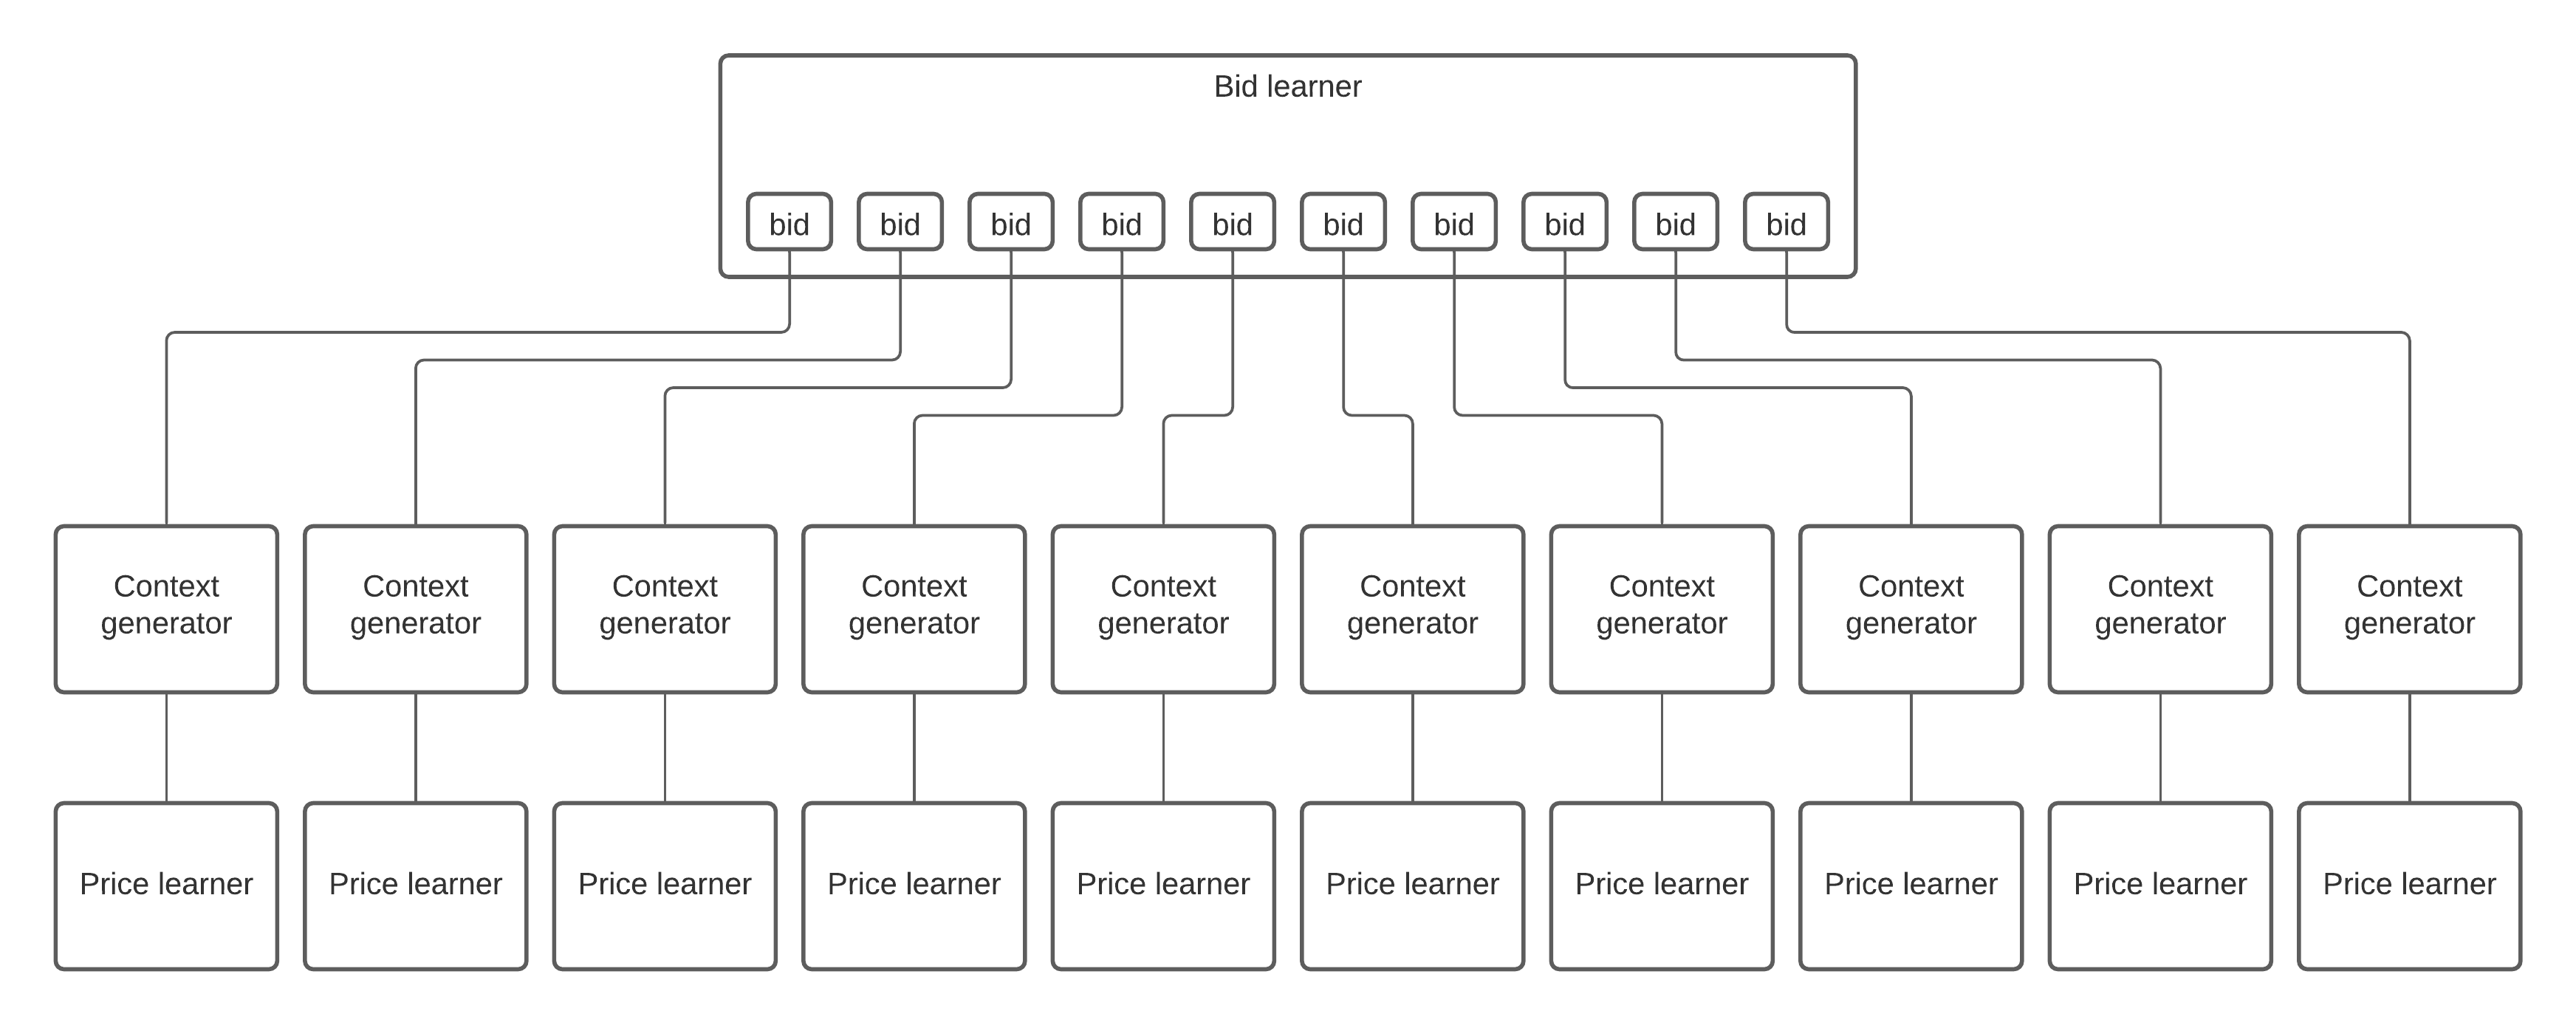 Bid learner
bid
bid
bid
bid
bid
bid
bid
bid
bid
bid
Context
generator
Context
generator
Context
generator
Context
generator
Context
generator
Context
generator
Context
generator
Context
generator
Context
generator
Context
generator
Price learner
Price learner
Price learner
Price learner
Price learner
Price learner
Price learner
Price learner
Price learner
Price learner